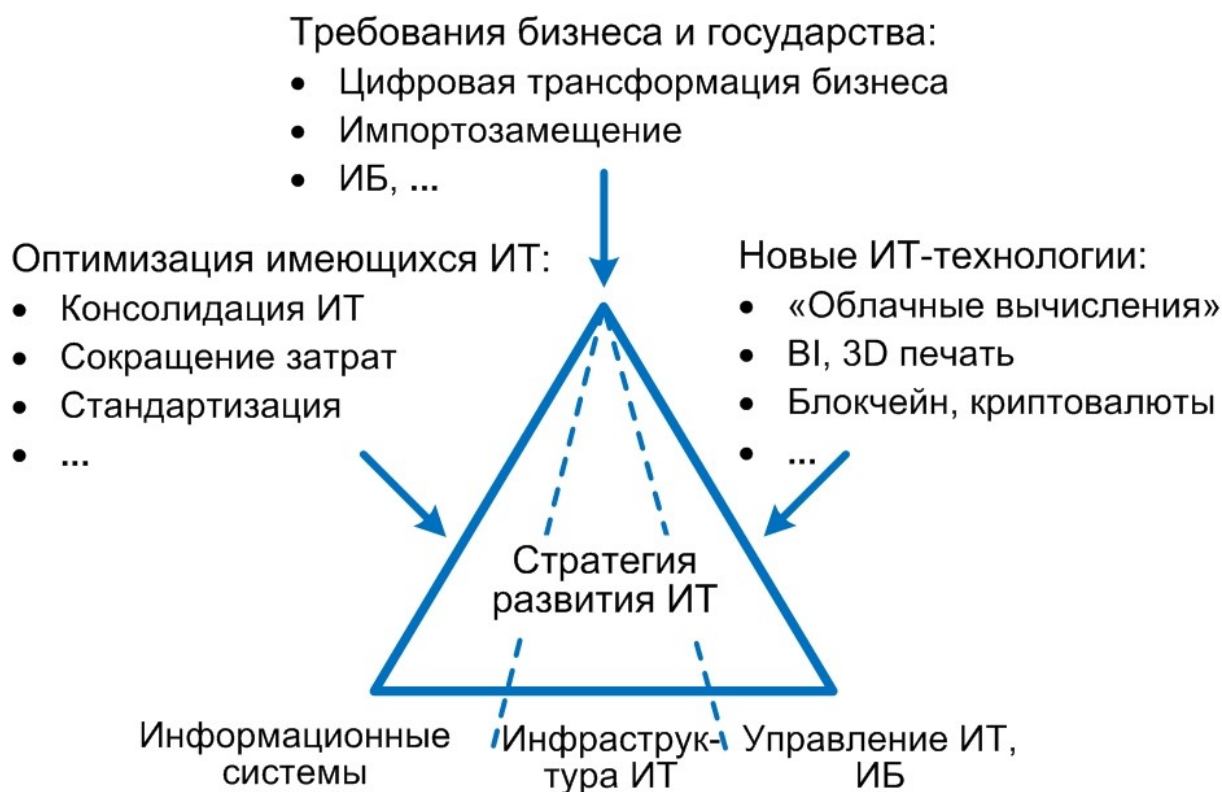 Требования бизнеса и государства:
• Цифровая трансформация бизнеса
• Импортозамещение
• ИБ, ...
Оптимизация имеющихся ИТ:
• Консолидация ИТ
• Сокращение затрат
• Стандартизация
• ...
Новые ИТ-технологии:
• «Облачные вычисления»
• BI, 3D печать
• Блокчейн, криптовалюты
• ...
Стратегия
развития ИТ
Информационные
системы
Инфраструк-
тура ИТ
Управление ИТ,
ИБ